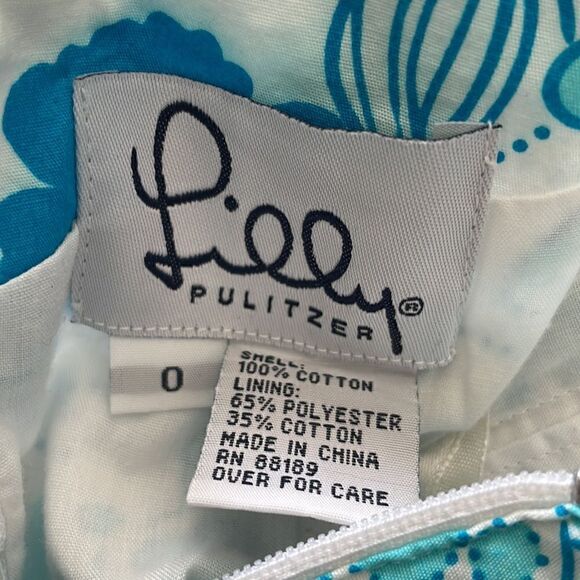 Lilly
PULITZER®
0
SHELL:
100% COTTON
LINING:
65% POLYESTER
35% COTTON
MADE IN CHINA
RN 88189
OVER FOR CARE